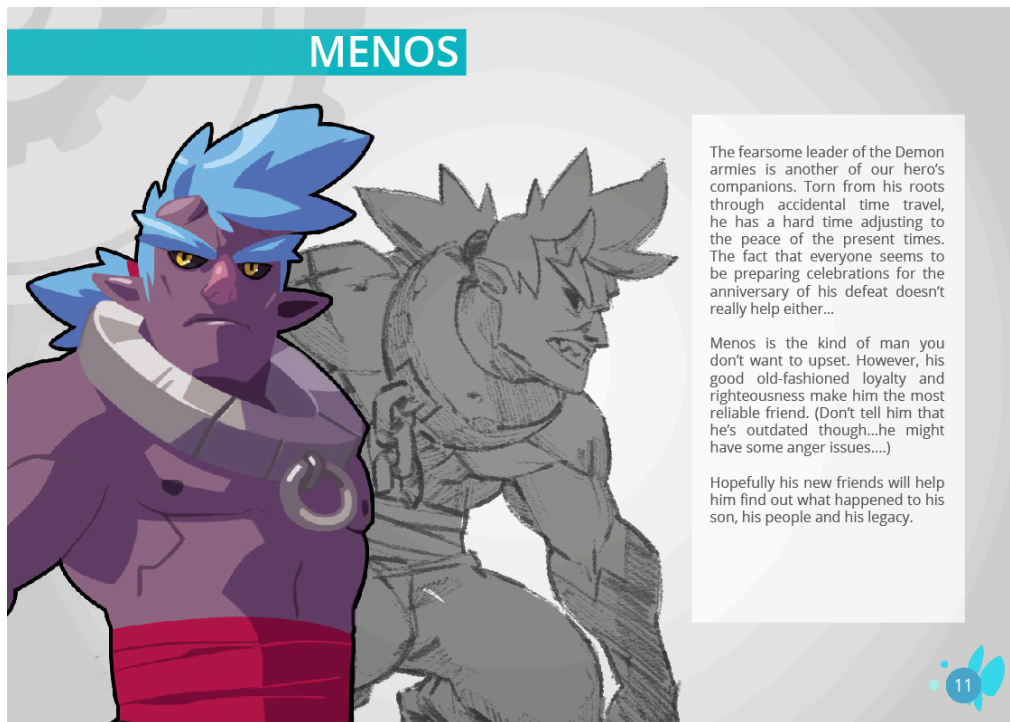 MENOS
The fearsome leader of the Demon
armies is another of our hero's
companions. Torn from his roots
through accidental time travel,
he has a hard time adjusting to
the peace of the present times.
The fact that everyone seems to
be preparing celebrations for the
anniversary of his defeat doesn't
really help either...
Menos is the kind of man you
don't want to upset. However, his
good old-fashioned loyalty and
righteousness make him the most
reliable friend. (Don't tell him that
he's outdated though...he might
have some anger issues....)
Hopefully his new friends will help
him find out what happened to his
son, his people and his legacy.
11